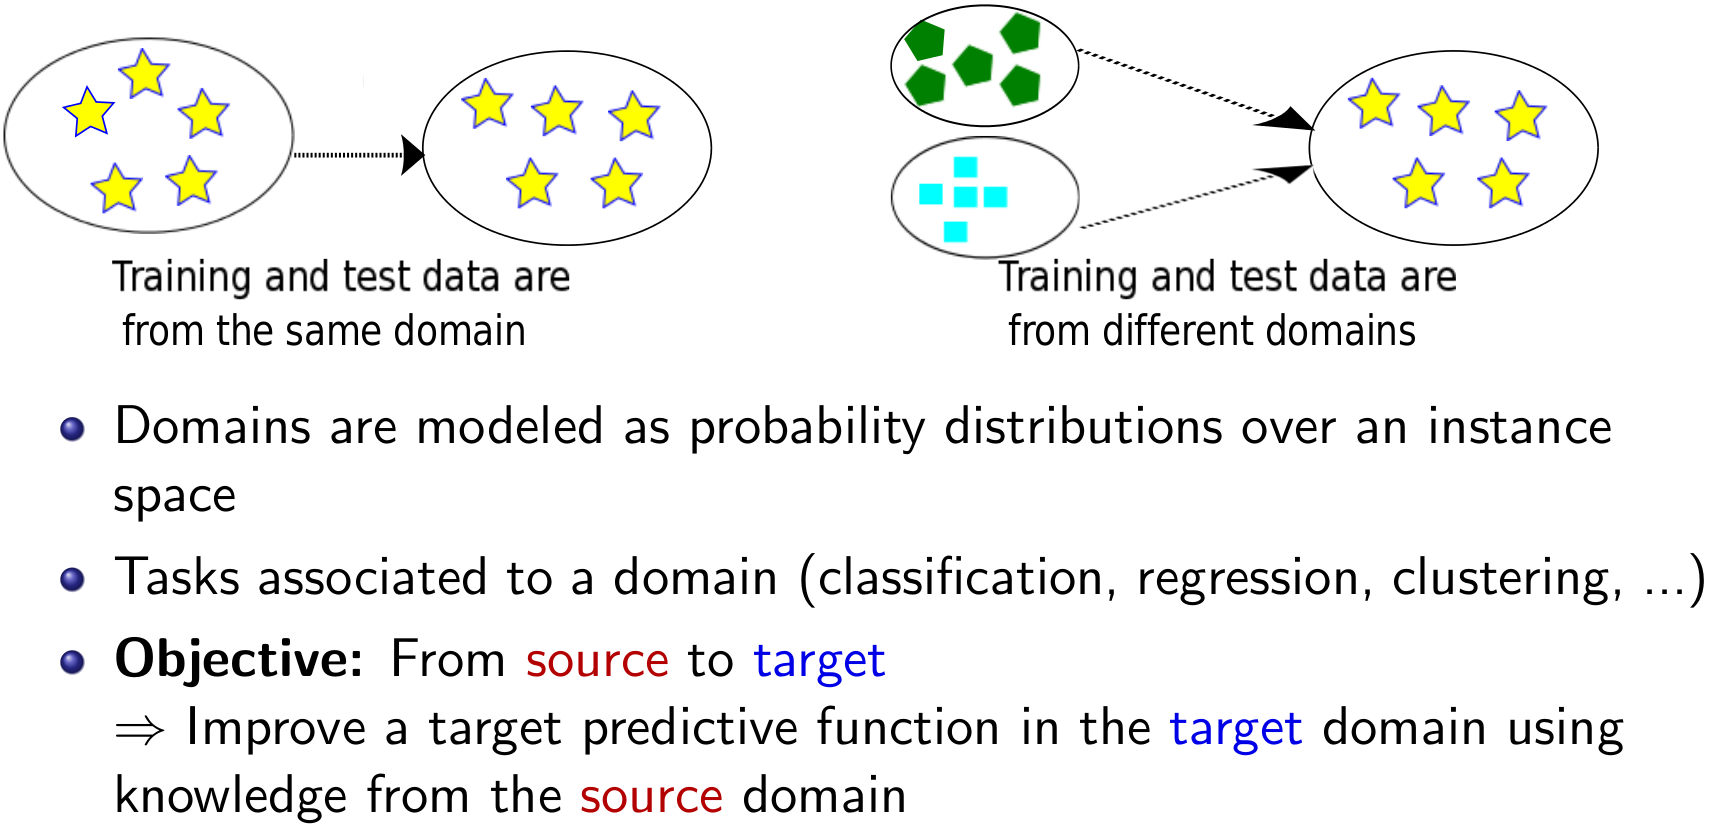 Training and test data are
from the same domain
Training and test data are
from different domains
Domains are modeled as probability distributions over an instance
space
Tasks associated to a domain (classification, regression, clustering, ...)
Objective: From source to target
⇒ Improve a target predictive function in the target domain using
knowledge from the source domain